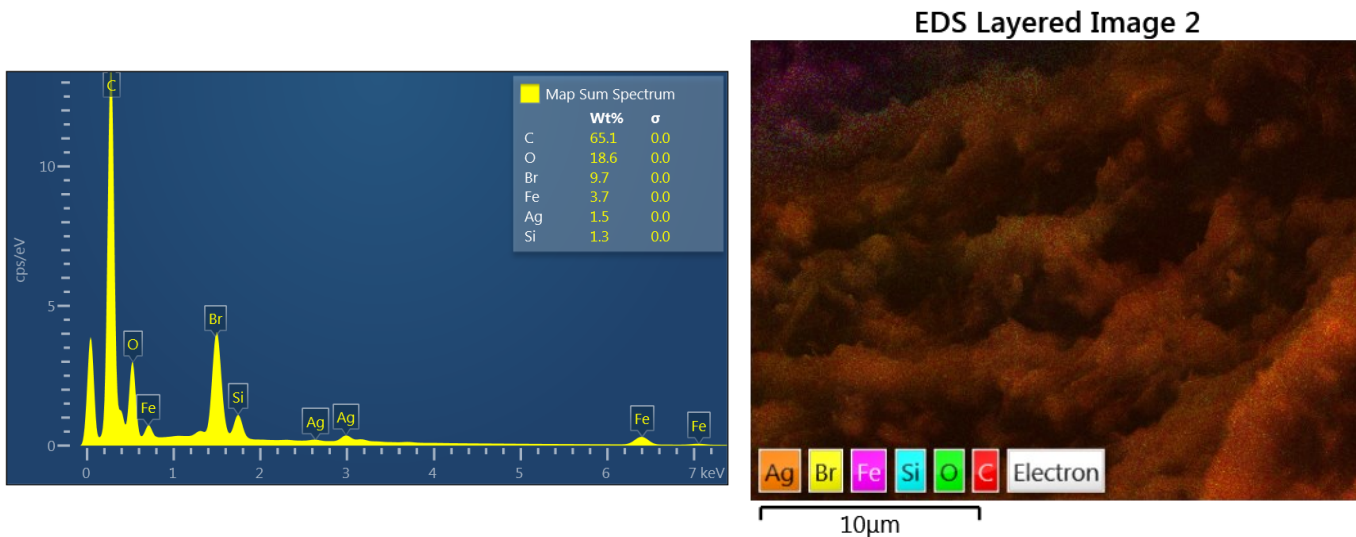 EDS Layered Image 2
Map Sum Spectrum
Wt% σ
C 65.1 0.0
O 18.6 0.0
Br 9.7 0.0
Fe 3.7 0.0
Ag 1.5 0.0
Si 1.3 0.0
C
10
cps/eV
5
Br
O
Fe
Si
Ag
Ag
Fe
Fe
0
0 1 2 3 4 5 6 7 keV
Ag Br Fe Si O C Electron
10μm